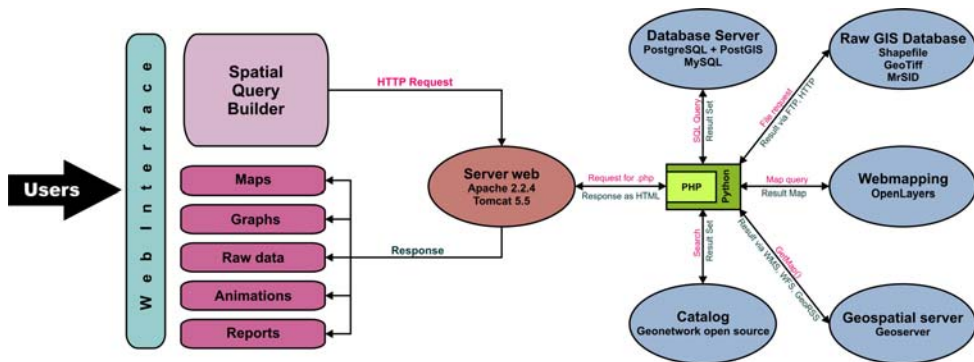 Users
Web Interface
Spatial
Query
Builder
HTTP Request
Maps
Graphs
Raw data
Animations
Reports
Response
Server web
Apache 2.2.4
Tomcat 5.5
Request for .php
Response as HTML
PHP
Python
Database Server
PostgreSQL + PostGIS
MySQL
SQL Query
Result Set
Raw GIS Database
Shapefile
GeoTiff
MrSID
File request
Result via FTP, HTTP
Map query
Result Map
Webmapping
OpenLayers
Search
Result Set
Catalog
Geonetwork open source
GetMap()
Result via WMS, WFS, GeoRSS
Geospatial server
Geoserver